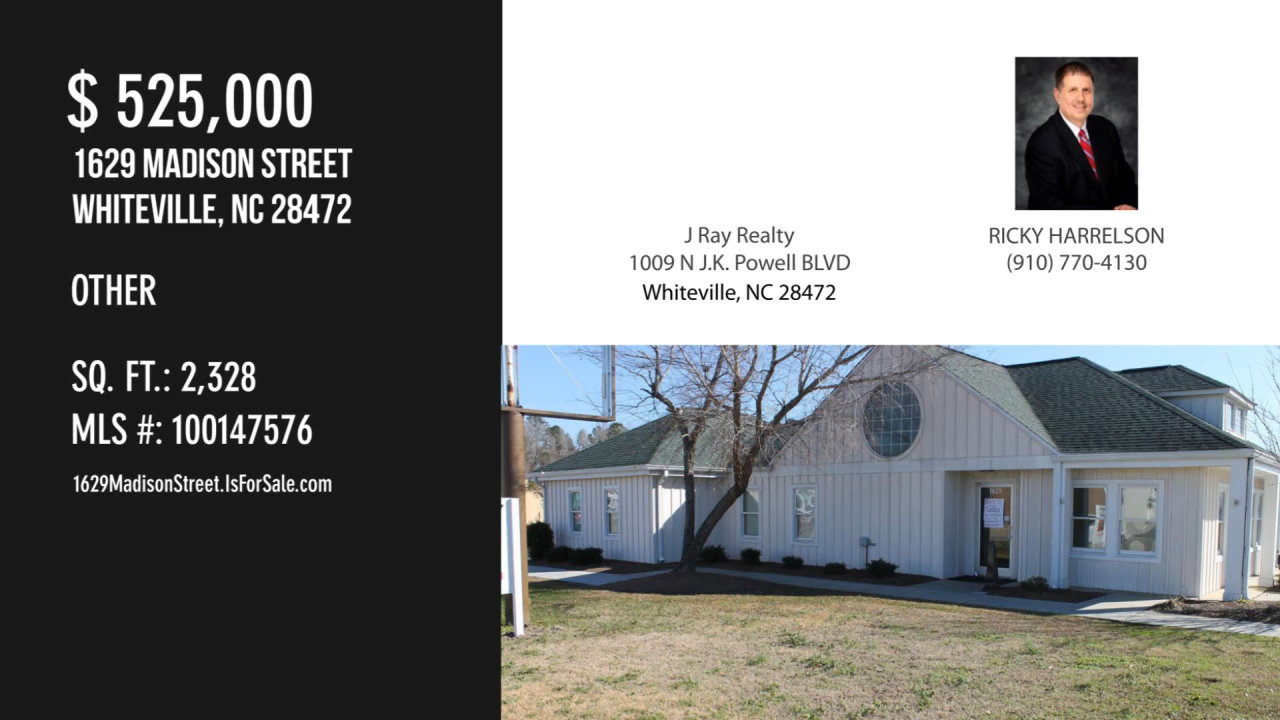 $ 525,000
1629 MADISON STREET
WHITEVILLE, NC 28472
OTHER
SQ. FT.: 2,328
MLS #: 100147576
1629MadisonStreet.IsForSale.com
J Ray Realty
1009 N J.K. Powell BLVD
Whiteville, NC 28472
RICKY HARRELSON
(910) 770-4130
1629